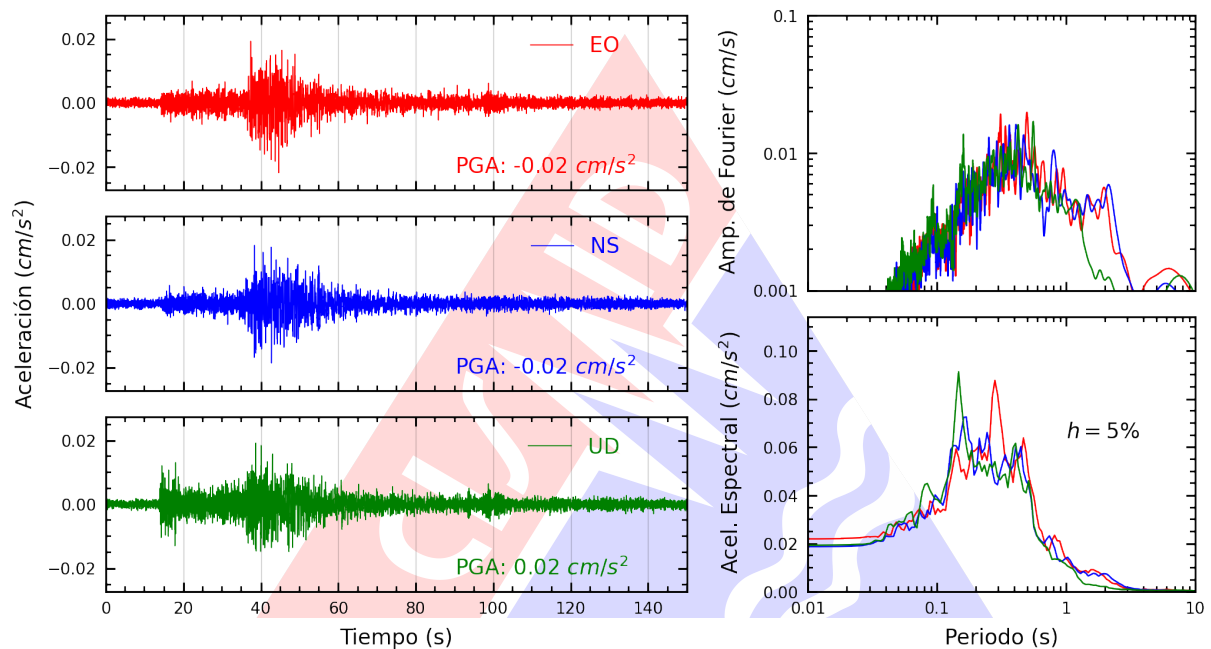 Aceleración (cm/s²)
0.02
0.00
−0.02
EO
PGA: -0.02 cm/s²
0.02
0.00
−0.02
NS
PGA: -0.02 cm/s²
0.02
0.00
−0.02
UD
PGA: 0.02 cm/s²
0 20 40 60 80 100 120 140
Tiempo (s)
Amp. de Fourier (cm/s)
0.1
0.01
0.001
Acel. Espectral (cm/s²)
0.10
0.08
0.06
0.04
0.02
0.00
h = 5%
0.01 0.1 1 10
Periodo (s)